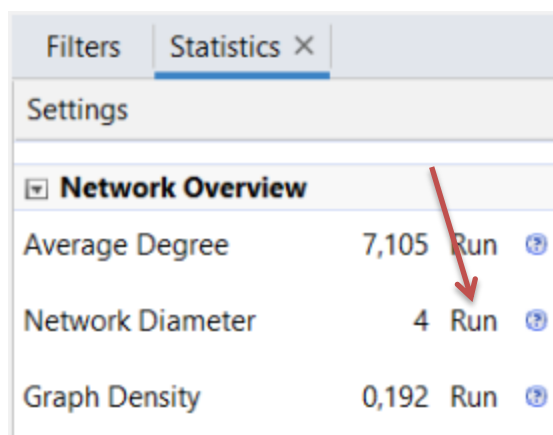 Filters Statistics ×
Settings
Network Overview
Average Degree 7,105 Run ?
Network Diameter 4 Run ?
Graph Density 0,192 Run ?